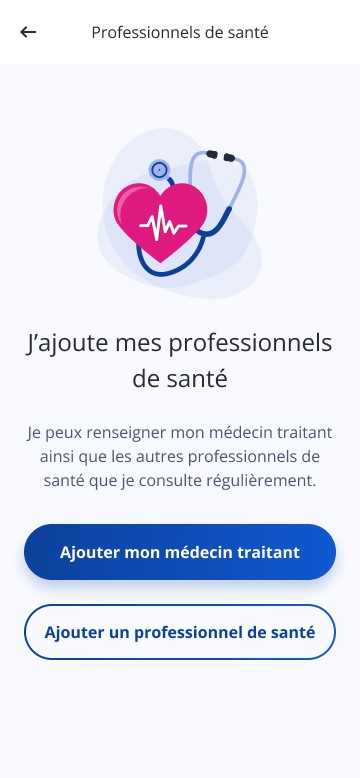 Professionnels de santé
J’ajoute mes professionnels
de santé
Je peux renseigner mon médecin traitant
ainsi que les autres professionnels de
santé que je consulte régulièrement.
Ajouter mon médecin traitant
Ajouter un professionnel de santé